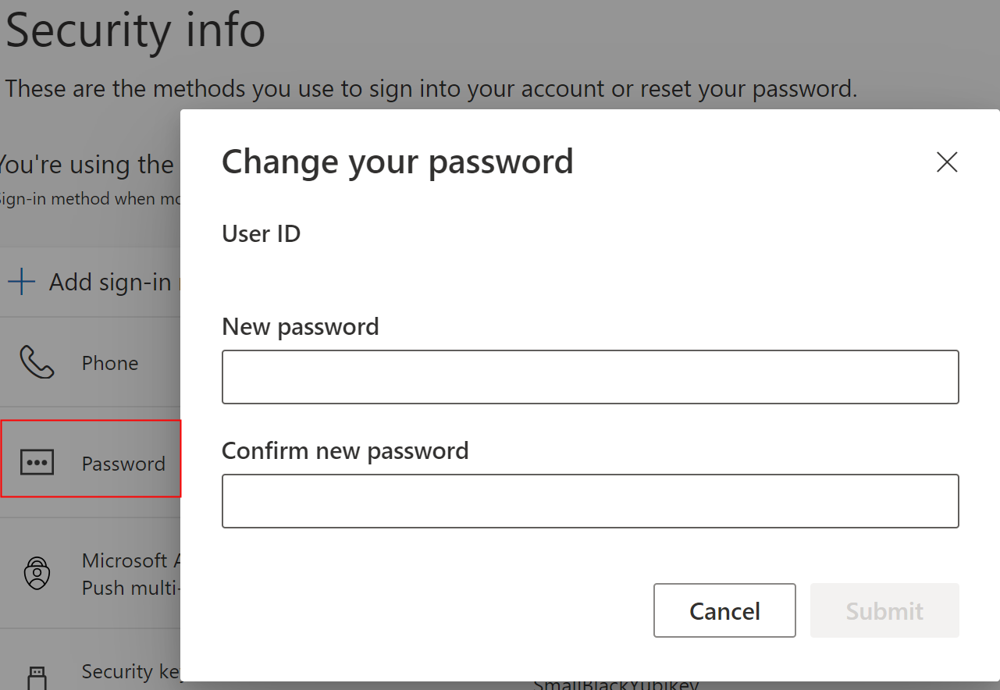 Security info
These are the methods you use to sign into your account or reset your password.
You're using the
Sign-in method when
Change your password
User ID
Add sign-in
New password
Phone
Confirm new password
Password
Microsoft
Push multi-
Cancel
Submit
Security key
SmallBlackYubikey